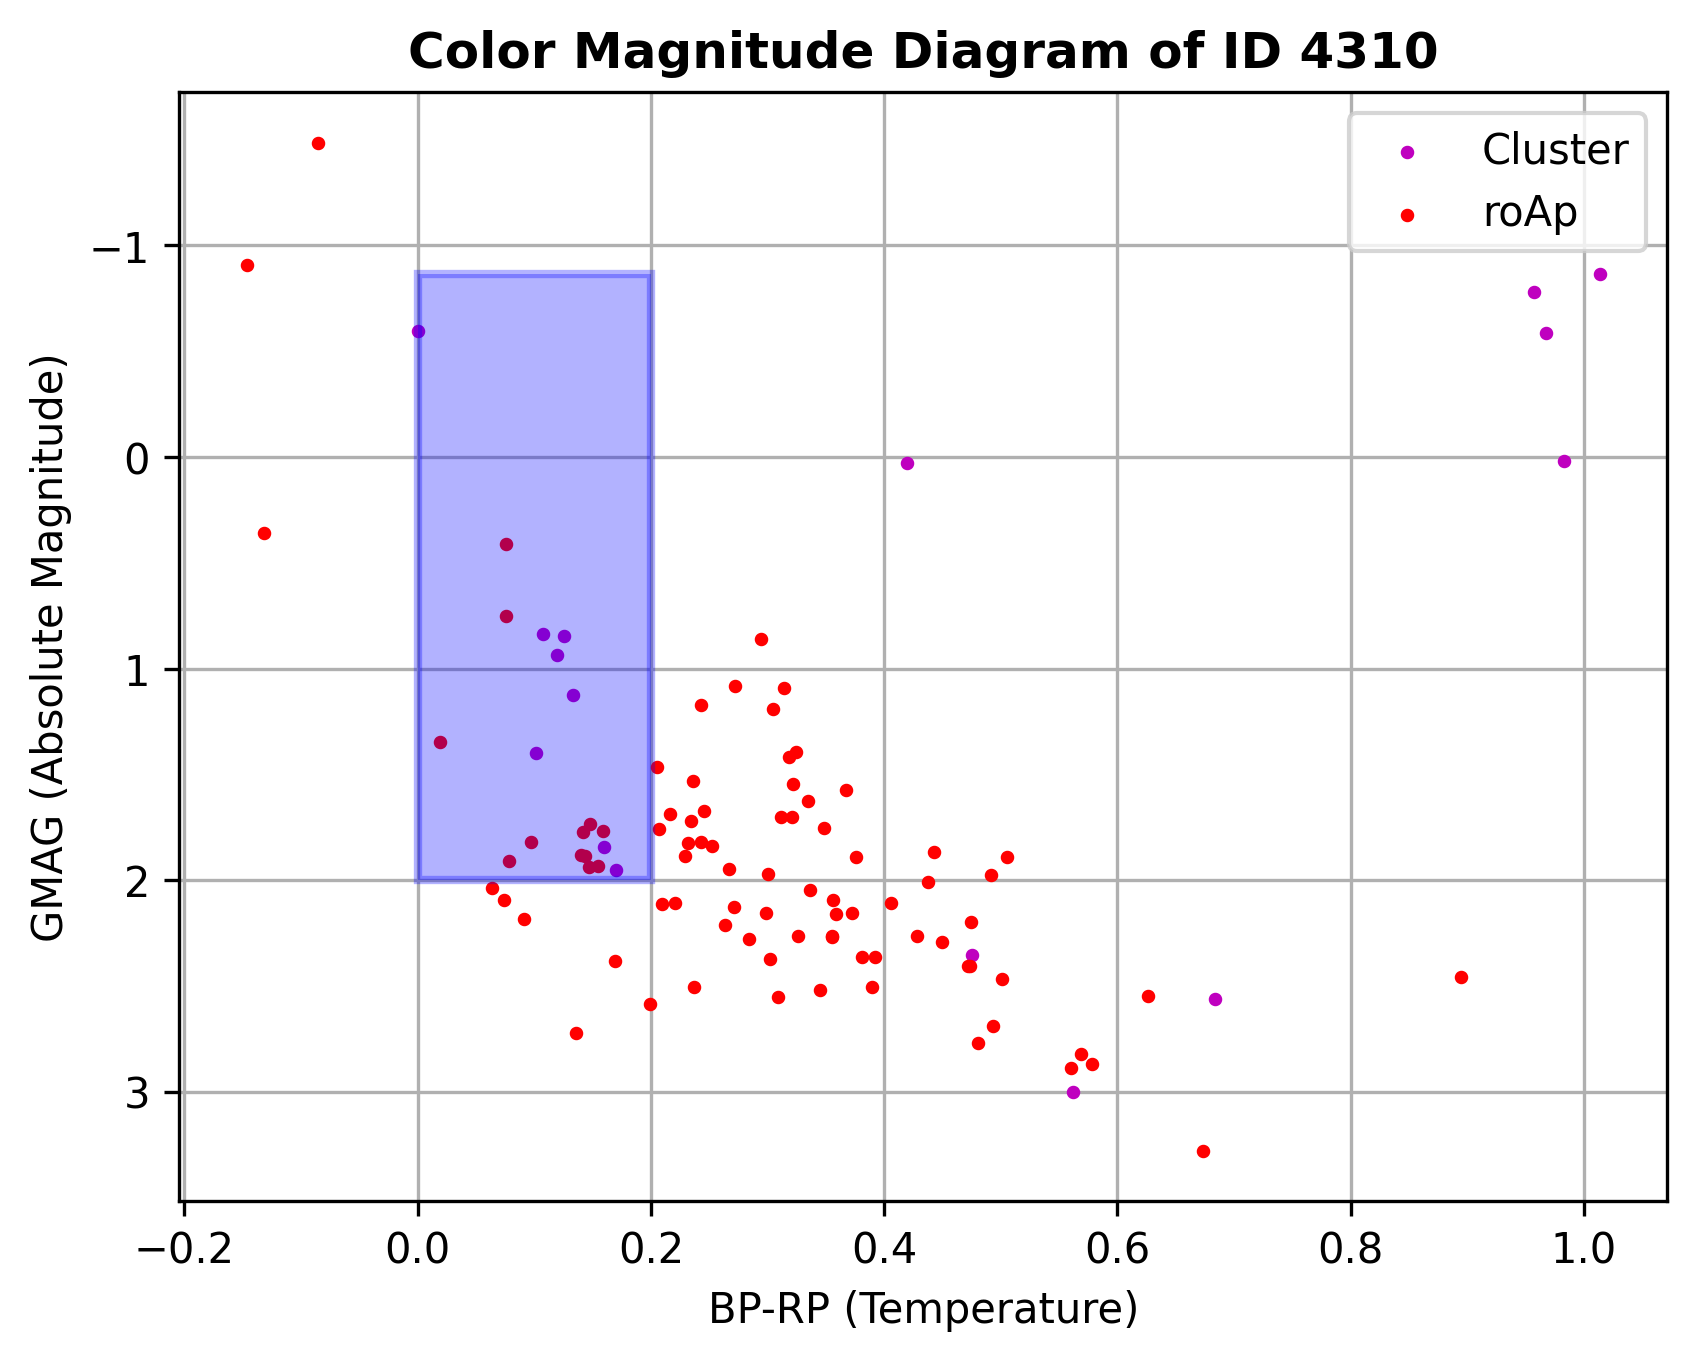 Color Magnitude Diagram of ID 4310
Cluster
roAp
GMAG (Absolute Magnitude)
−1
0
1
2
3
−0.2 0.0 0.2 0.4 0.6 0.8 1.0
BP-RP (Temperature)